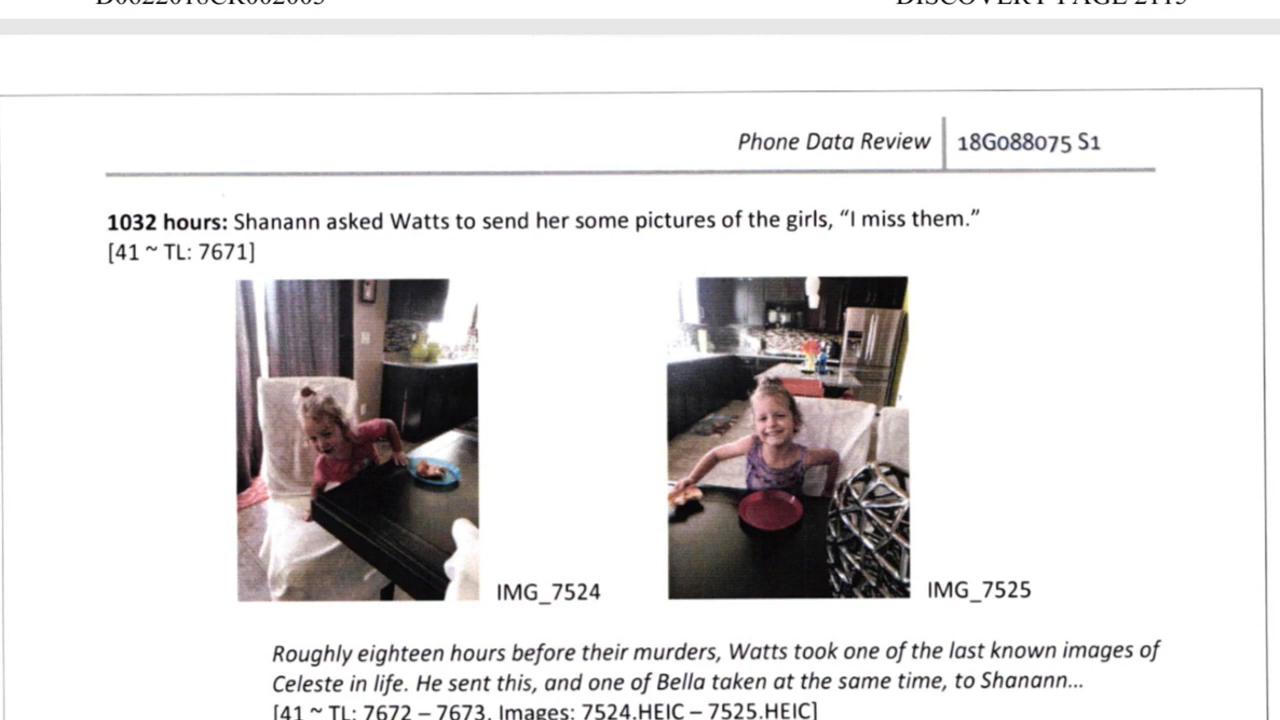 Phone Data Review 18G088075 S1
1032 hours: Shanann asked Watts to send her some pictures of the girls, “I miss them.”
[41 ~ TL: 7671]
IMG_7524
IMG_7525
Roughly eighteen hours before their murders, Watts took one of the last known images of
Celeste in life. He sent this, and one of Bella taken at the same time, to Shanann...
[41 ~ TL: 7672 – 7673, Images: 7524.HEIC – 7525.HEIC]